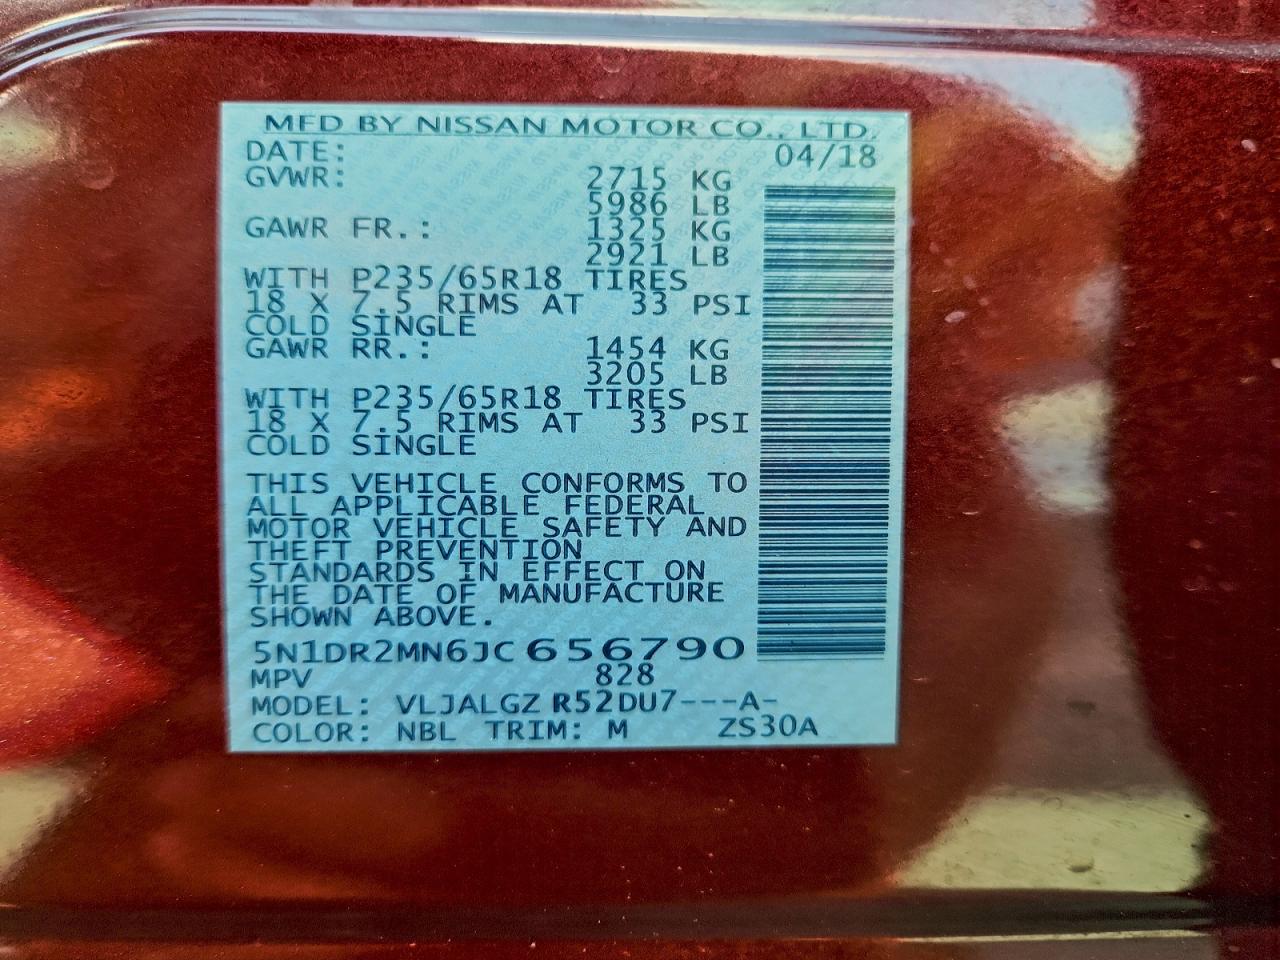 MFD BY NISSAN MOTOR CO., LTD.
DATE: 04/18
GVWR: 2715 KG
5986 LB
GAWR FR.: 1325 KG
2921 LB
WITH P235/65R18 TIRES
18 X 7.5 RIMS AT 33 PSI
COLD SINGLE
GAWR RR.: 1454 KG
3205 LB
WITH P235/65R18 TIRES
18 X 7.5 RIMS AT 33 PSI
COLD SINGLE
THIS VEHICLE CONFORMS TO
ALL APPLICABLE FEDERAL
MOTOR VEHICLE SAFETY AND
THEFT PREVENTION
STANDARDS IN EFFECT ON
THE DATE OF MANUFACTURE
SHOWN ABOVE.
5N1DR2MN6JC656790
MPV 828
MODEL: VLJALGZ R52DU7---A-
COLOR: NBL TRIM: M ZS30A